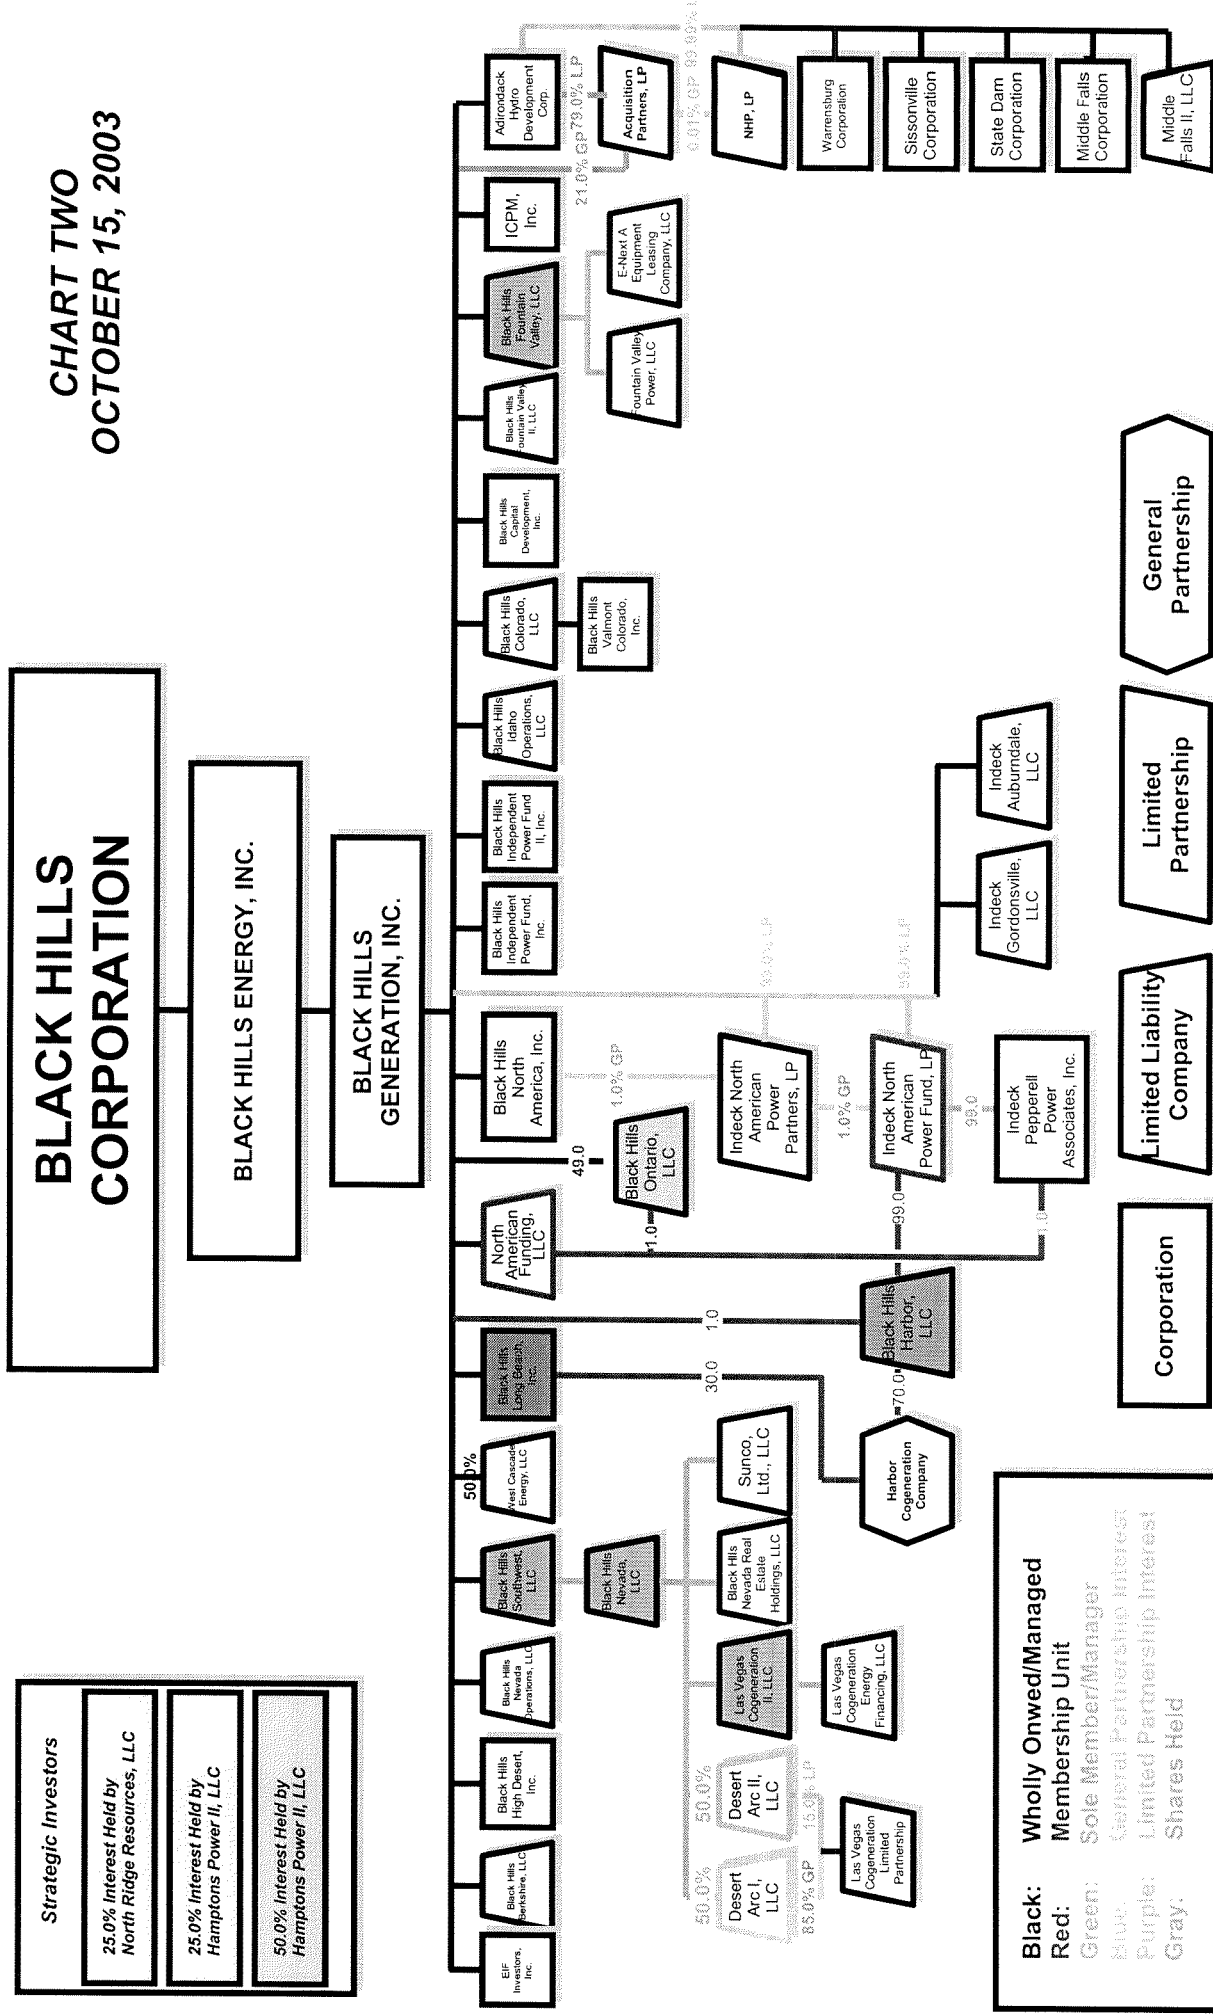 CHART TWO
OCTOBER 15, 2003
BLACK HILLS
CORPORATION
BLACK HILLS ENERGY, INC.
BLACK HILLS
GENERATION, INC.
Strategic Investors
25.0% Interest Held by
North Ridge Resources, LLC
25.0% Interest Held by
Hamptons Power II, LLC
50.0% Interest Held by
Hamptons Power II, LLC
EIF
Investors,
Inc.
Black Hills
Berkshire, LLC
Black Hills
High Desert,
Inc.
Black Hills
Nevada
Operations, LLC
Black Hills
Southwest,
LLC
50.0%
West Cascade
Energy, LLC
Black Hills
Long Beach,
Inc.
North
American
Funding,
LLC
Black Hills
North
America, Inc.
Black Hills
Independent
Power Fund,
Inc.
Black Hills
Independent
Power Fund
II, Inc.
Black Hills
Idaho
Operations,
LLC
Black Hills
Colorado,
LLC
Black Hills
Capital
Development,
Inc.
Black Hills
Fountain Valley
II, LLC
Black Hills
Fountain
Valley, LLC
ICPM,
Inc.
Adirondack
Hydro
Development
Corp.
Black Hills
Nevada,
LLC
49.0
1.0
Black Hills
Ontario,
LLC
1.0% GP
Black Hills
Valmont
Colorado,
Inc.
Fountain Valley
Power, LLC
E-Next A
Equipment
Leasing
Company, LLC
21.0% GP
79.0% LP
Acquisition
Partners, LP
0.01% GP
99.99% L
NHP, LP
Warrensburg
Corporation
Sissonville
Corporation
State Dam
Corporation
Middle Falls
Corporation
Middle
Falls II, LLC
50.0%
50.0%
Desert
Arc I,
LLC
Desert
Arc II,
LLC
Las Vegas
Cogeneration
II, LLC
Black Hills
Nevada Real
Estate
Holdings, LLC
Sunco,
Ltd., LLC
30.0
1.0
Indeck North
American
Power
Partners, LP
99.0% LP
85.0% GP
15.0% LP
Las Vegas
Cogeneration
Limited
Partnership
Las Vegas
Cogeneration
Energy
Financing, LLC
Harbor
Cogeneration
Company
70.0
Black Hills
Harbor,
LLC
99.0
1.0% GP
Indeck North
American
Power Fund, LP
99.0% LP
99.0
1.0
Indeck
Pepperell
Power
Associates, Inc.
Indeck
Gordonsville,
LLC
Indeck
Auburndale,
LLC
Black: Wholly Onwed/Managed
Red: Membership Unit
Green: Sole Member/Manager
Blue: General Partnership Interest
Purple: Limited Partnership Interest
Gray: Shares Held
Corporation
Limited Liability
Company
Limited
Partnership
General
Partnership